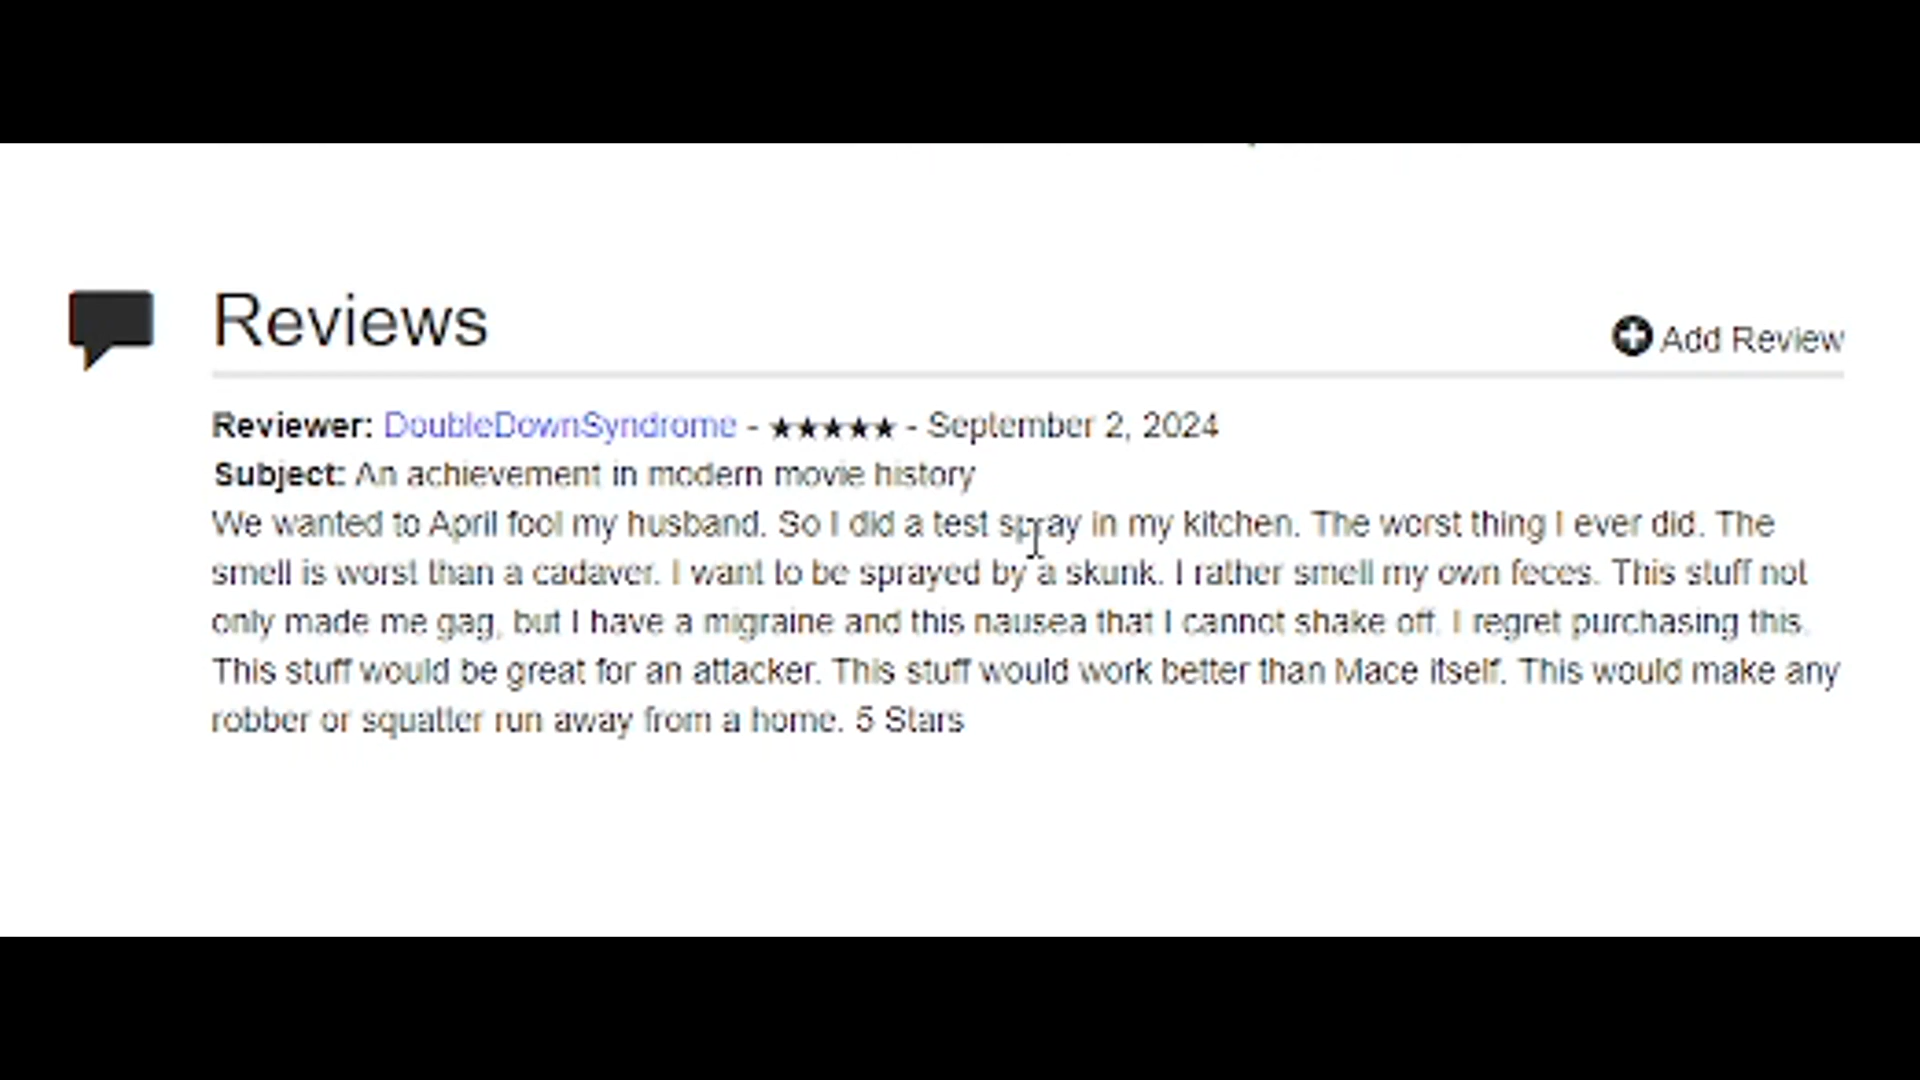 Reviews
Add Review
Reviewer: DoubleDownSyndrome - ★★★★★ - September 2, 2024
Subject: An achievement in modern movie history
We wanted to April fool my husband. So I did a test spray in my kitchen. The worst thing I ever did. The
smell is worst than a cadaver. I want to be sprayed by a skunk. I rather smell my own feces. This stuff not
only made me gag, but I have a migraine and this nausea that I cannot shake off. I regret purchasing this.
This stuff would be great for an attacker. This stuff would work better than Mace itself. This would make any
robber or squatter run away from a home. 5 Stars